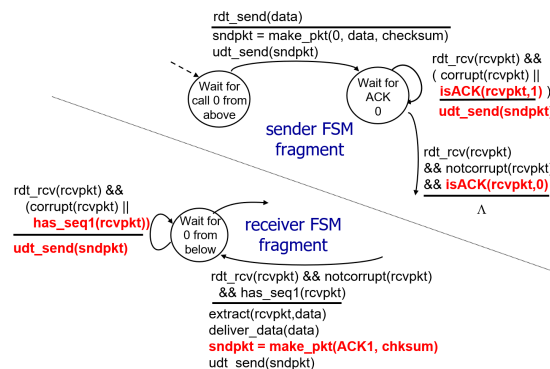 rdt_send(data)
sndpkt = make_pkt(0, data, checksum)
udt_send(sndpkt)
Wait for
call 0 from
above
Wait for
ACK
0
rdt_rcv(rcvpkt) &&
( corrupt(rcvpkt) ||
isACK(rcvpkt,1) )
udt_send(sndpkt)
sender FSM
fragment
rdt_rcv(rcvpkt)
&& notcorrupt(rcvpkt)
&& isACK(rcvpkt,0)
Λ
rdt_rcv(rcvpkt) &&
(corrupt(rcvpkt) ||
has_seq1(rcvpkt))
udt_send(sndpkt)
Wait for
0 from
below
receiver FSM
fragment
rdt_rcv(rcvpkt) && notcorrupt(rcvpkt)
&& has_seq1(rcvpkt)
extract(rcvpkt,data)
deliver_data(data)
sndpkt = make_pkt(ACK1, chksum)
udt_send(sndpkt)